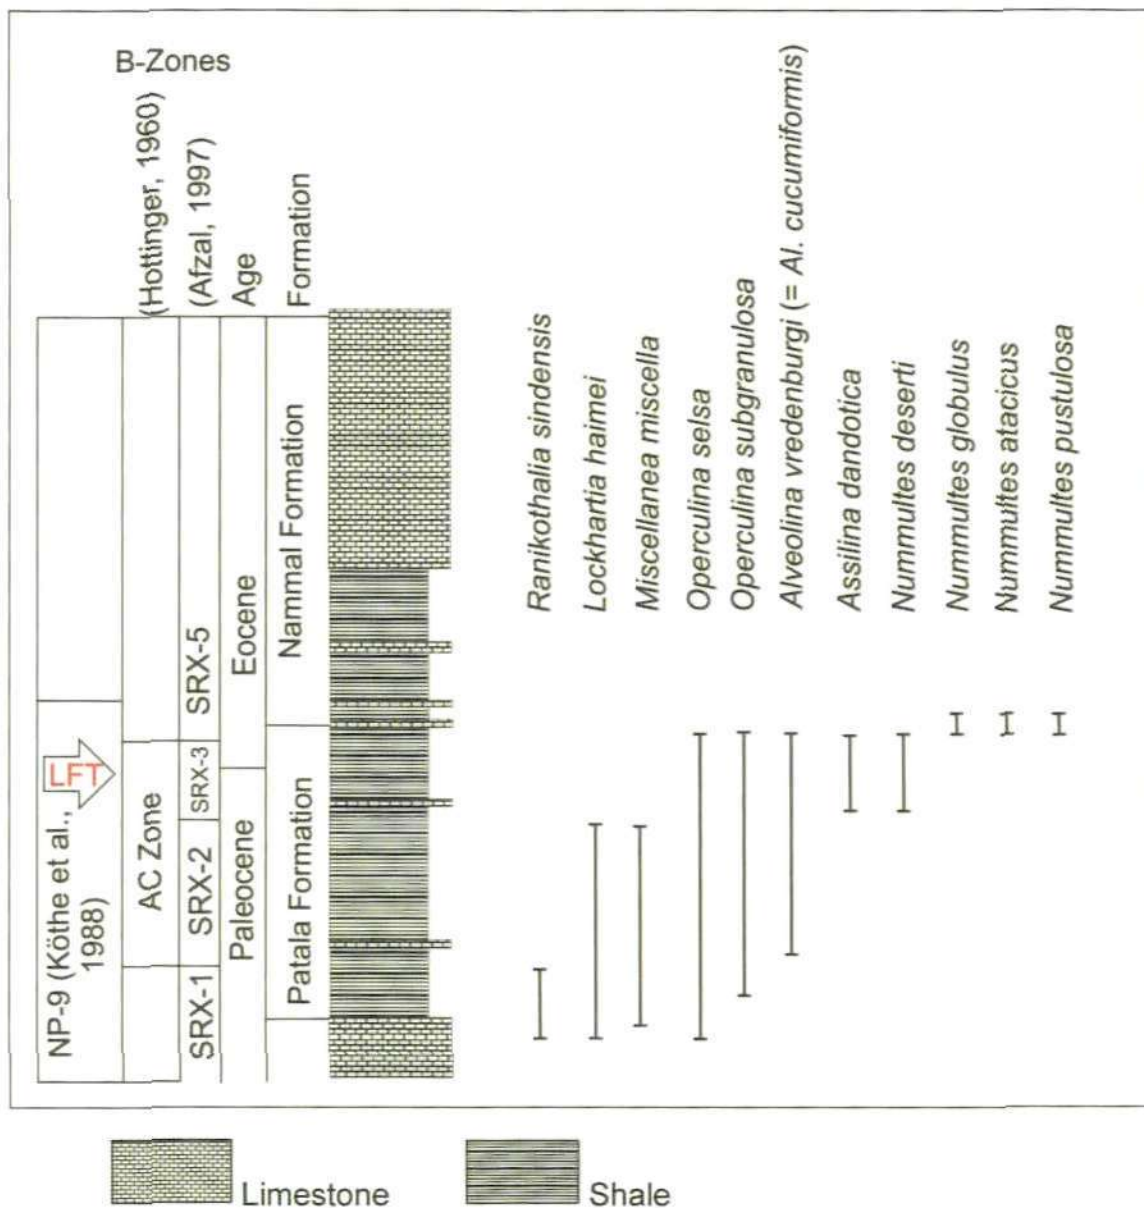 B-Zones
(Hottinger, 1960)
(Afzal, 1997)
Age
Formation
NP-9 (Köthe et al.,
1988)
LFT
AC Zone
SRX-1
SRX-2
SRX-3
SRX-5
Paleocene
Eocene
Patala Formation
Nammal Formation
Ranikothalia sindensis
Lockhartia haimei
Miscellanea miscella
Operculina selsa
Operculina subgranulosa
Alveolina vredenburgi (= Al. cucumiformis)
Assilina dandotica
Nummultes deserti
Nummultes globulus
Nummultes atacicus
Nummultes pustulosa
Limestone
Shale